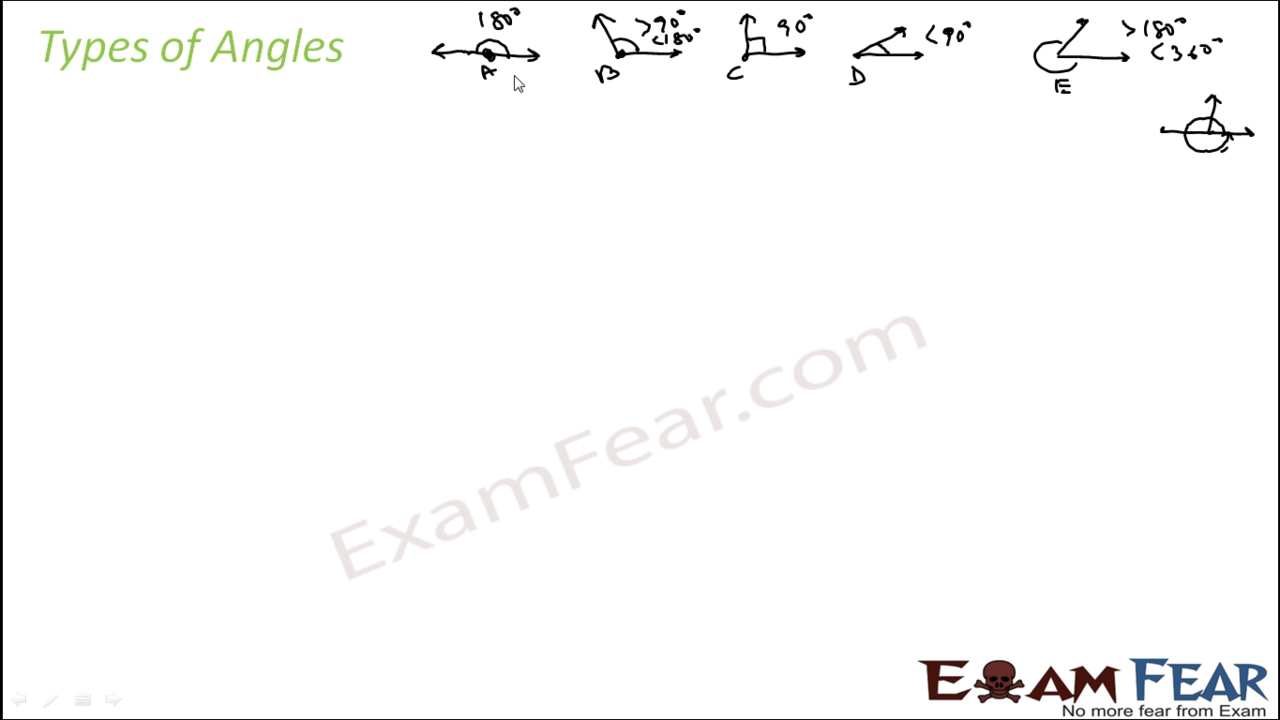 Types of Angles
180°
>90°
<180°
90°
<90°
>180°
<360°
A
B
C
D
E
ExamFear.com
EXAM FEAR
No more fear from Exam